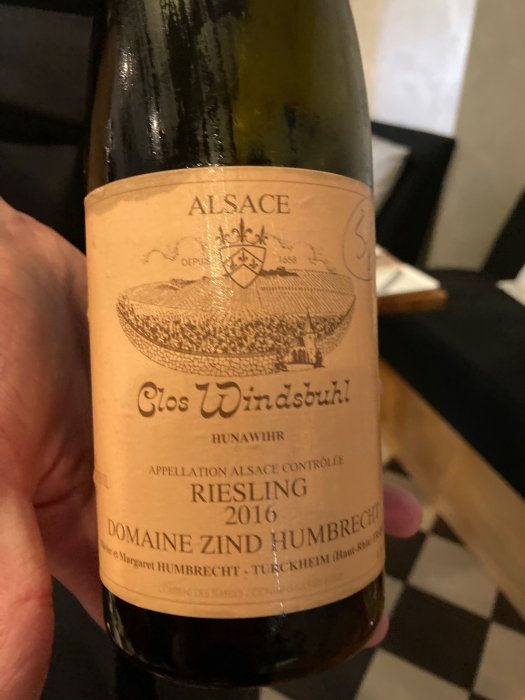 ALSACE
DEPUIS 1658
Clos Windsbuhl
HUNAWIHR
APPELLATION ALSACE CONTRÔLÉE
RIESLING
2016
DOMAINE ZIND HUMBRECHT
et Margaret HUMBRECHT - TURCKHEIM (Haut-Rhin)